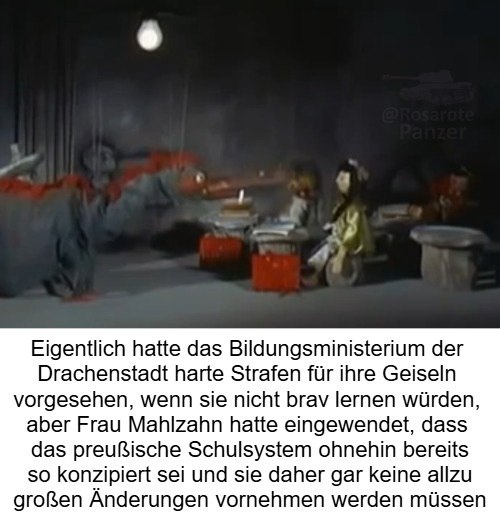 @Rosarote
Panzer
Eigentlich hatte das Bildungsministerium der
Drachenstadt harte Strafen für ihre Geiseln
vorgesehen, wenn sie nicht brav lernen würden,
aber Frau Mahlzahn hatte eingewendet, dass
das preußische Schulsystem ohnehin bereits
so konzipiert sei und sie daher gar keine allzu
großen Änderungen vornehmen werden müssen